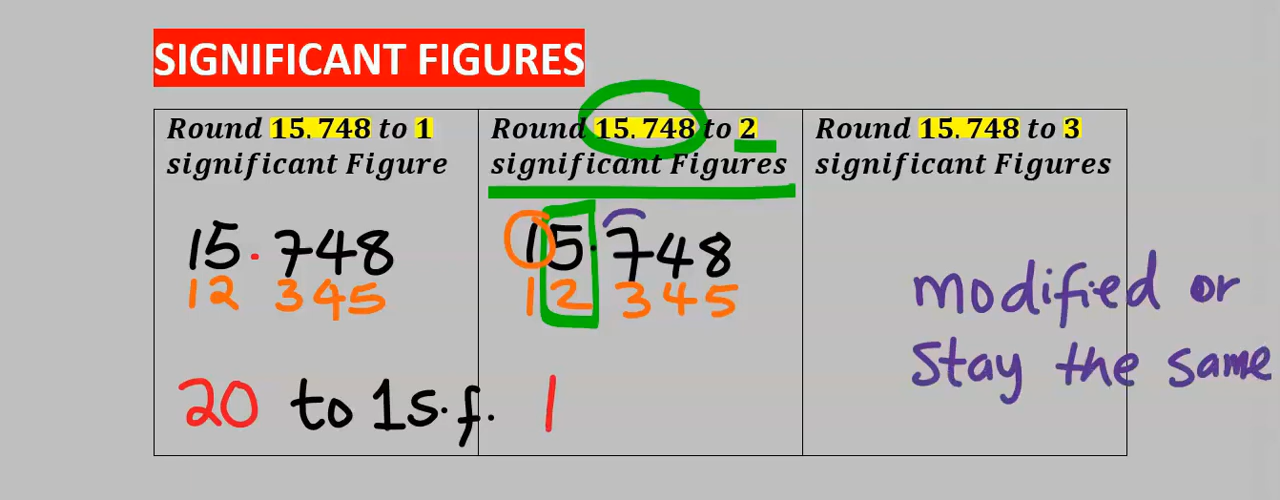 SIGNIFICANT FIGURES
Round 15.748 to 1
significant Figure
15.748
12 345
20 to 1s.f.
Round 15.748 to 2
significant Figures
15.748
12 345
1
Round 15.748 to 3
significant Figures
modified or
Stay the same